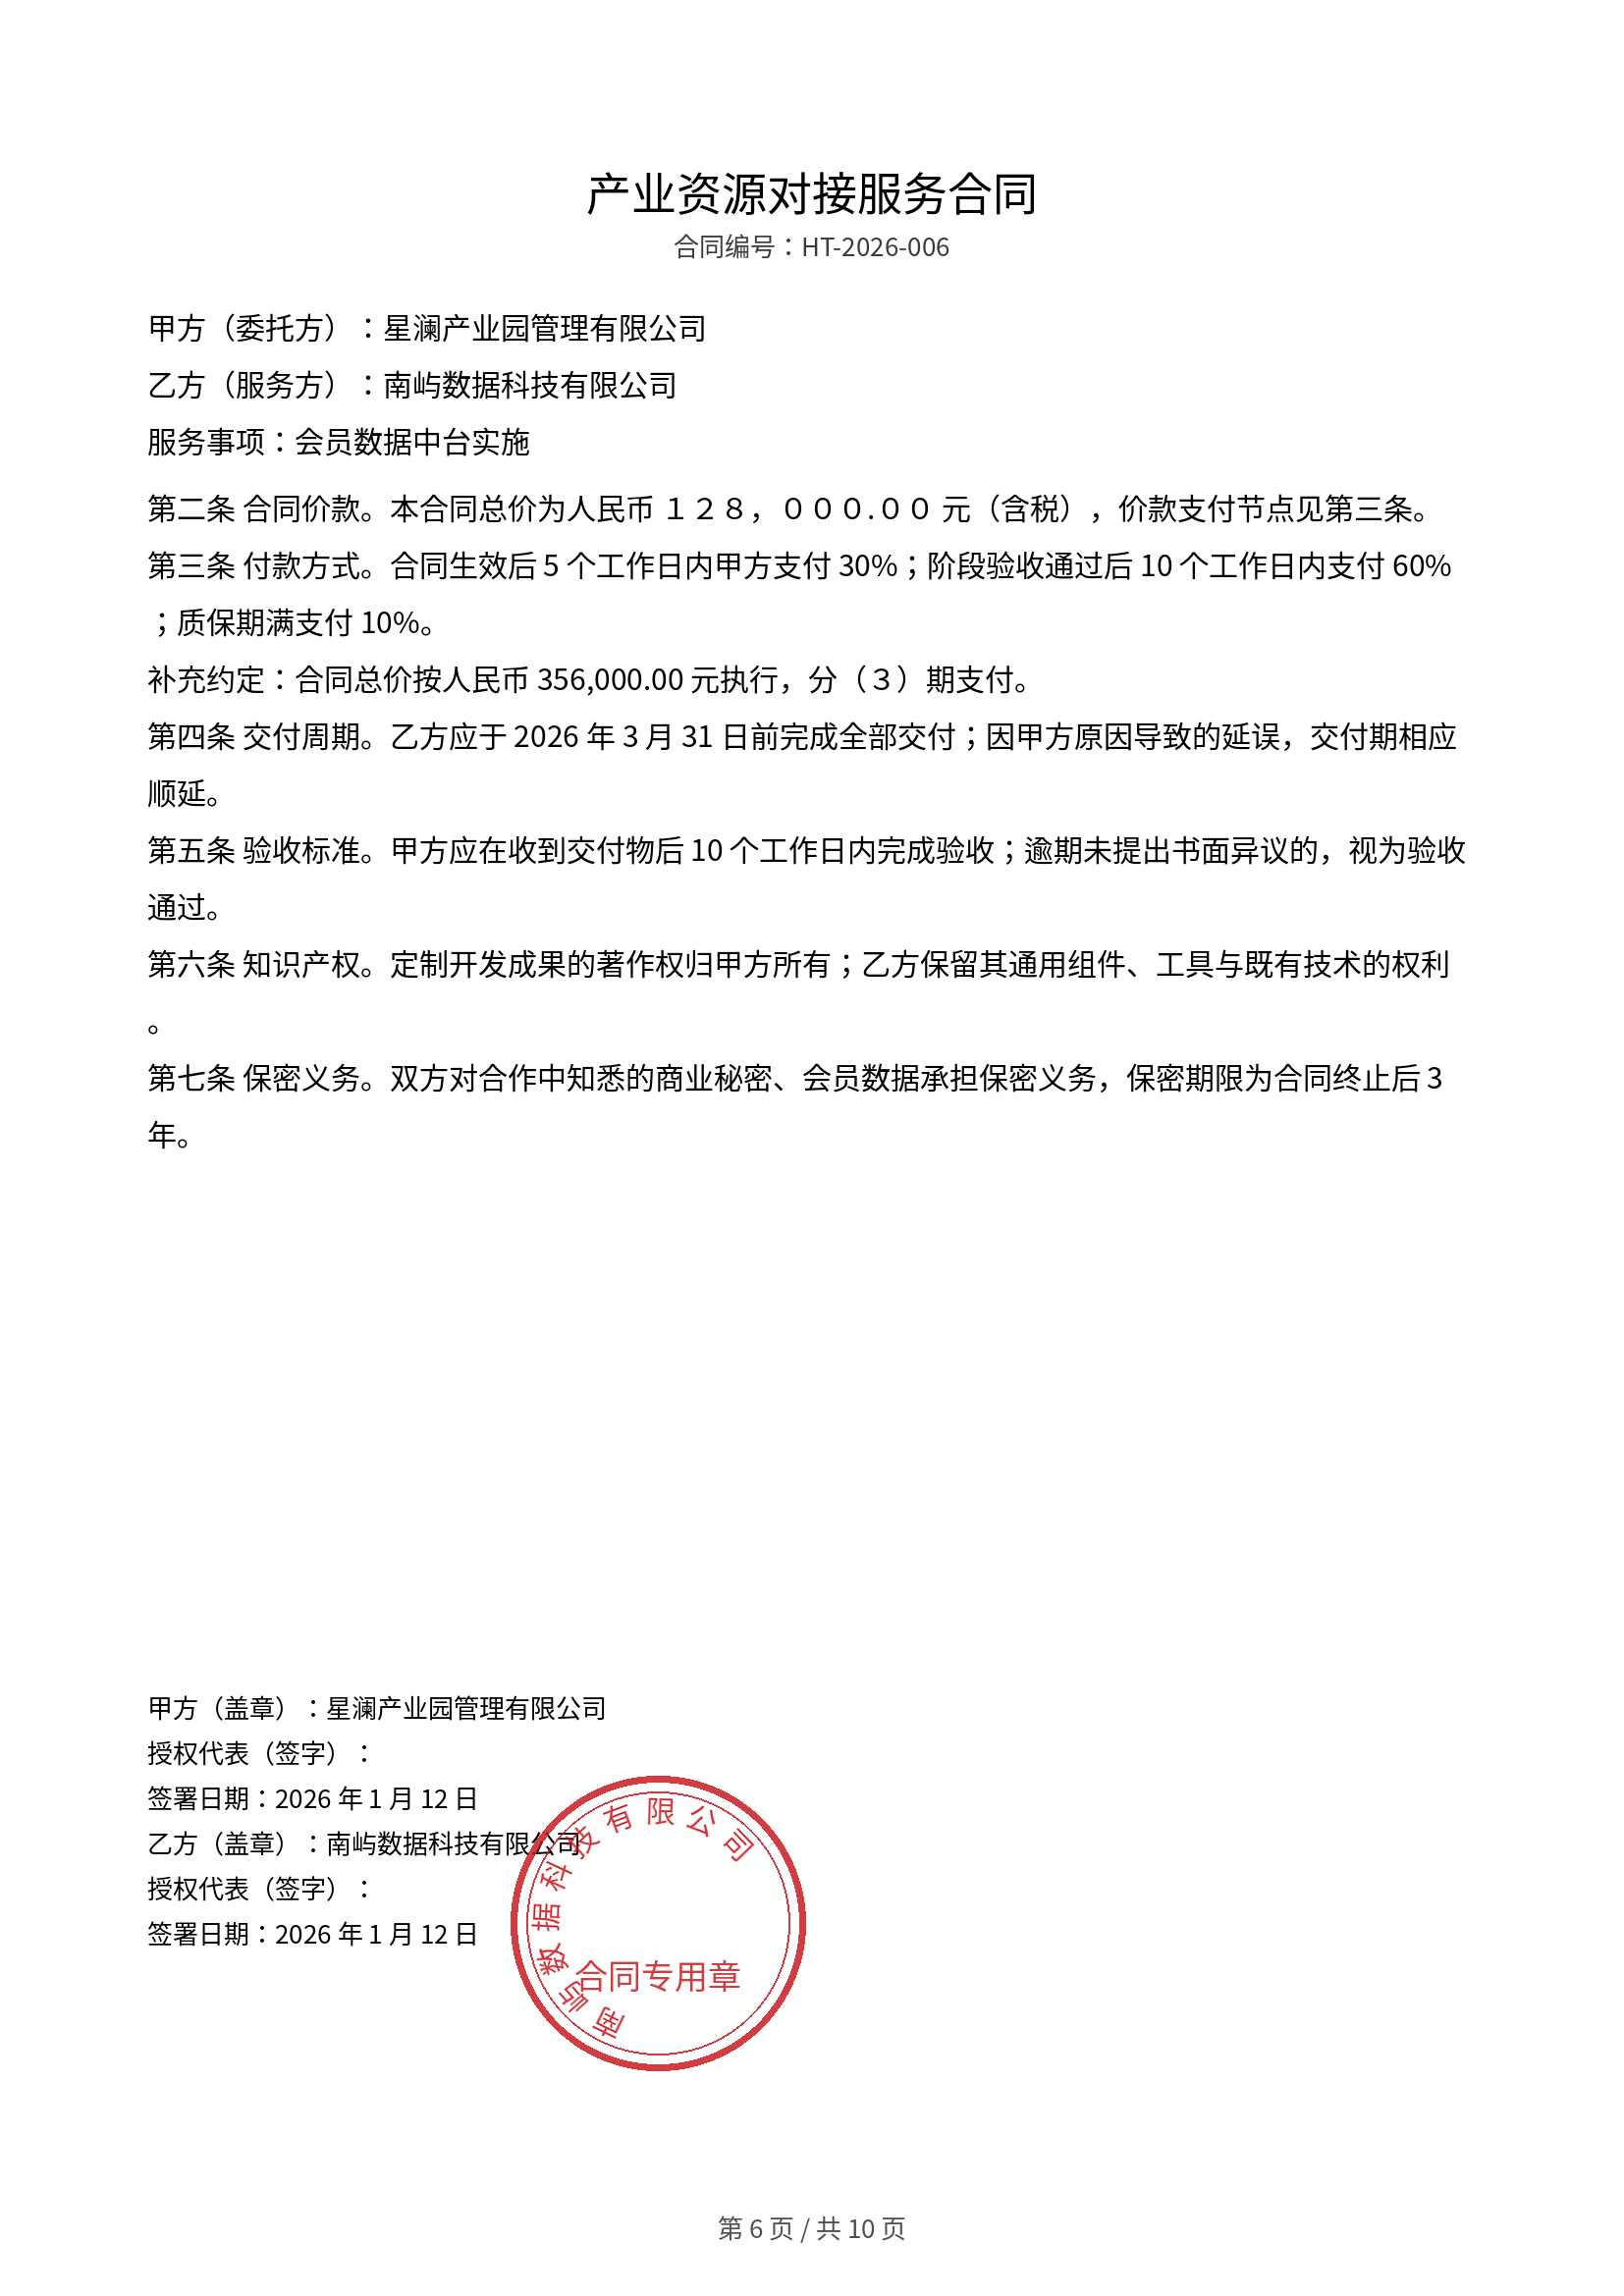 产业资源对接服务合同
合同编号：HT-2026-006
甲方（委托方）：星澜产业园管理有限公司
乙方（服务方）：南屿数据科技有限公司
服务事项：会员数据中台实施
第二条 合同价款。本合同总价为人民币 １２８，０００.００ 元（含税），价款支付节点见第三条。
第三条 付款方式。合同生效后 5 个工作日内甲方支付 30%；阶段验收通过后 10 个工作日内支付 60%
；质保期满支付 10%。
补充约定：合同总价按人民币 356,000.00 元执行，分（３）期支付。
第四条 交付周期。乙方应于 2026 年 3 月 31 日前完成全部交付；因甲方原因导致的延误，交付期相应
顺延。
第五条 验收标准。甲方应在收到交付物后 10 个工作日内完成验收；逾期未提出书面异议的，视为验收
通过。
第六条 知识产权。定制开发成果的著作权归甲方所有；乙方保留其通用组件、工具与既有技术的权利
。
第七条 保密义务。双方对合作中知悉的商业秘密、会员数据承担保密义务，保密期限为合同终止后 3
年。
甲方（盖章）：星澜产业园管理有限公司
授权代表（签字）：
签署日期：2026 年 1 月 12 日
乙方（盖章）：南屿数据科技有限公司
授权代表（签字）：
签署日期：2026 年 1 月 12 日
南屿数据科技有限公司
合同专用章
第 6 页 / 共 10 页